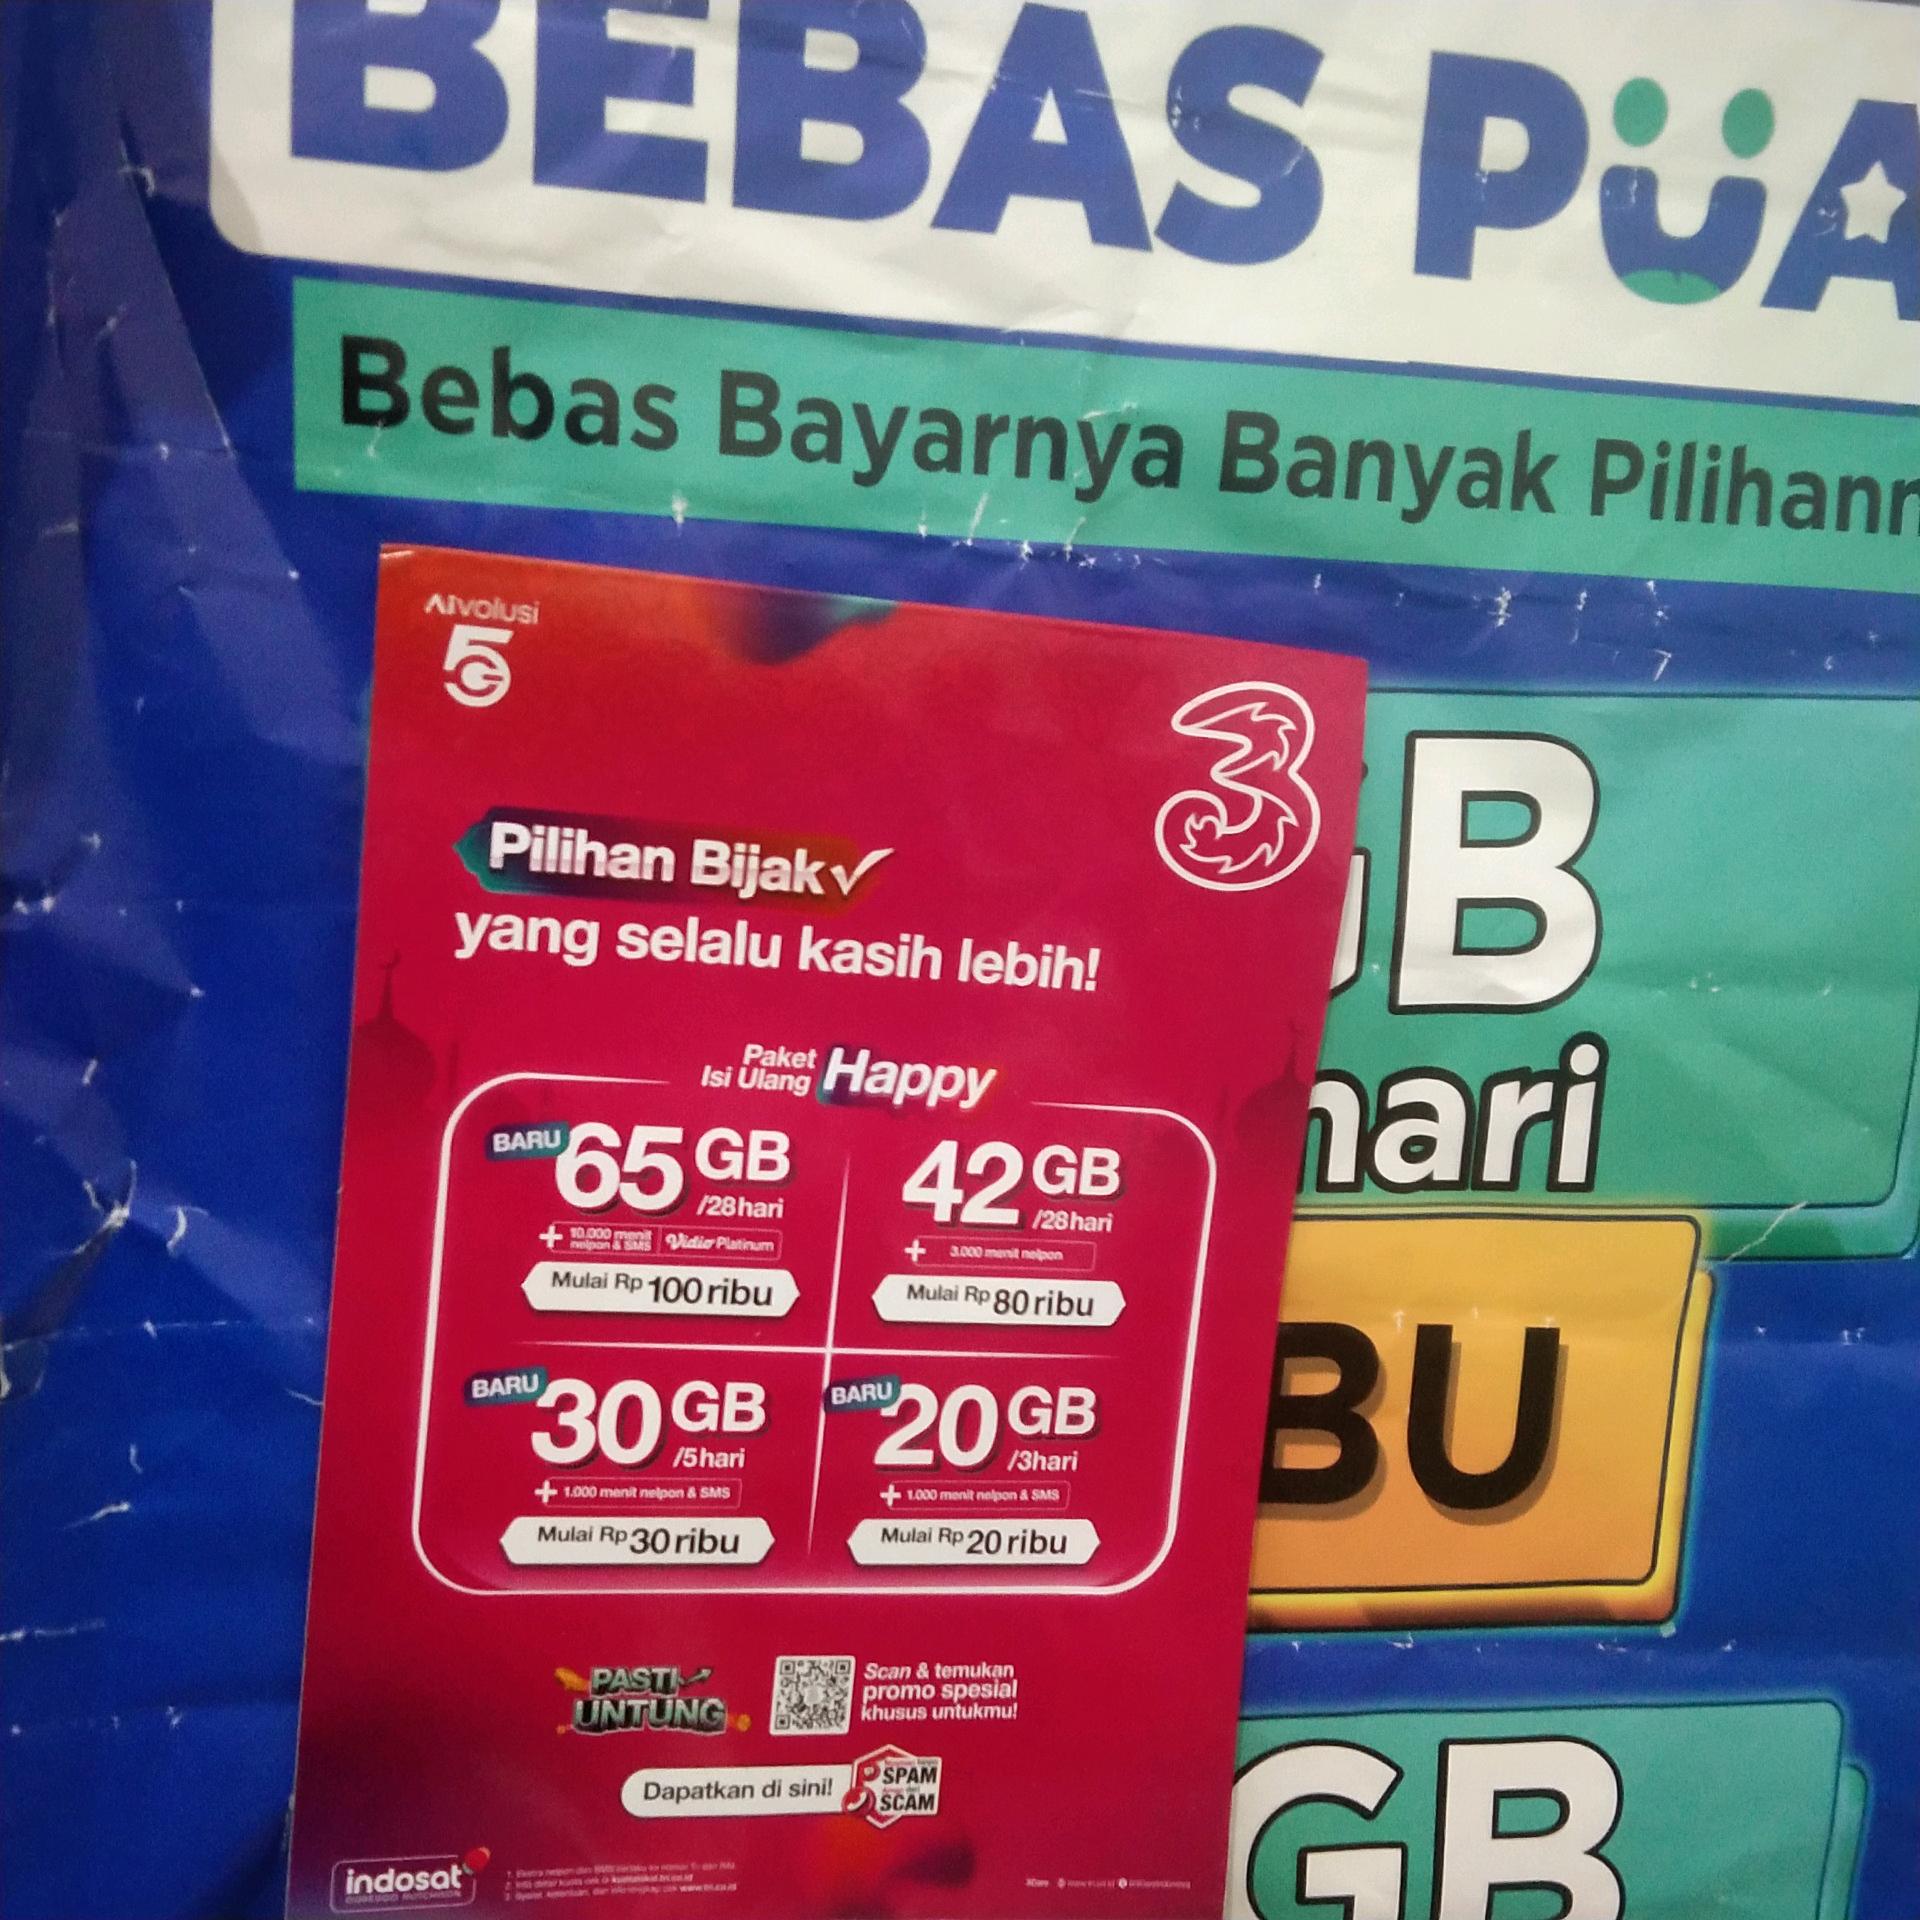 BEBAS PUA
Bebas Bayarnya Banyak Pilihann
AIvolusi
5G
3
Pilihan Bijak
yang selalu kasih lebih!
Paket
Isi Ulang Happy
BARU 65 GB
/28hari
+ 10.000 menit
nelpon & SMS
Vidio Platinum
Mulai Rp 100 ribu
42 GB
/28hari
+ 3.000 menit nelpon
Mulai Rp 80 ribu
BARU 30 GB
/5hari
+ 1.000 menit nelpon & SMS
Mulai Rp 30 ribu
BARU 20 GB
/3hari
+ 1.000 menit nelpon & SMS
Mulai Rp 20 ribu
PASTI
UNTUNG
Scan & temukan
promo spesial
khusus untukmu!
Dapatkan di sini!
SPAM
SCAM
indosat
OOREDOO HUTCHISON
GB
hari
BU
GB